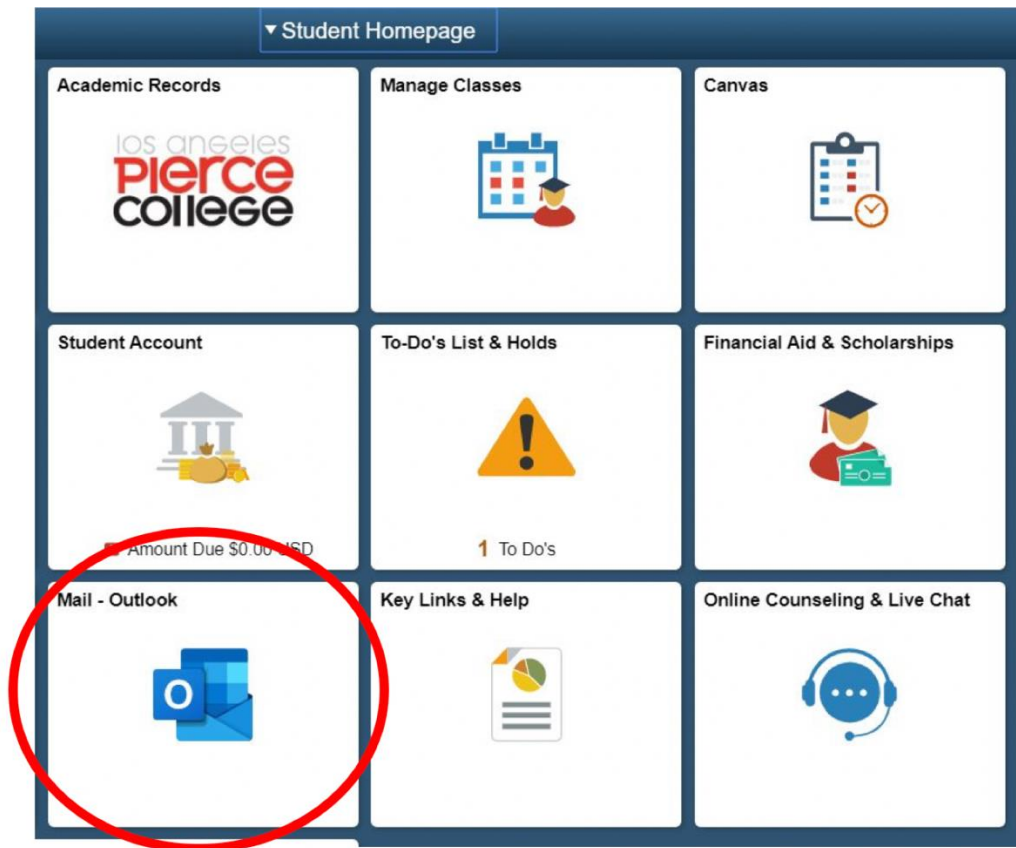 Student Homepage
Academic Records
Manage Classes
Canvas
los angeles
Pierce
college
Student Account
To-Do's List & Holds
Financial Aid & Scholarships
Amount Due $0.00 USD
1 To Do's
Mail - Outlook
Key Links & Help
Online Counseling & Live Chat
O